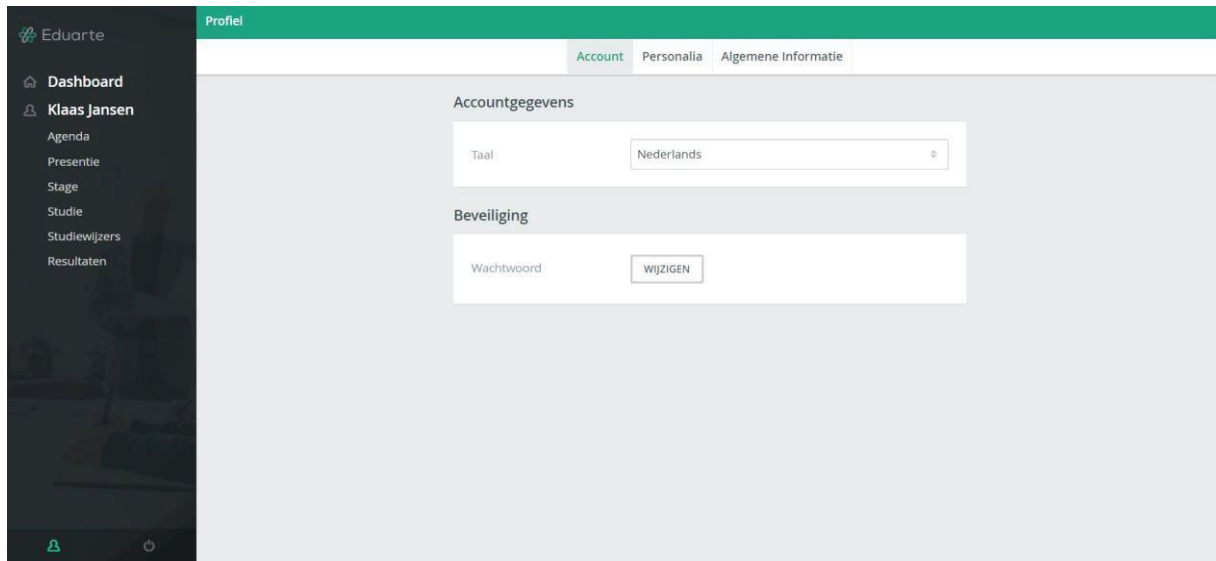 Eduarte
Dashboard
Klaas Jansen
Agenda
Presentie
Stage
Studie
Studiewijzers
Resultaten
Profiel
Account Personalia Algemene Informatie
Accountgegevens
Taal Nederlands
Beveiliging
Wachtwoord WIJZIGEN